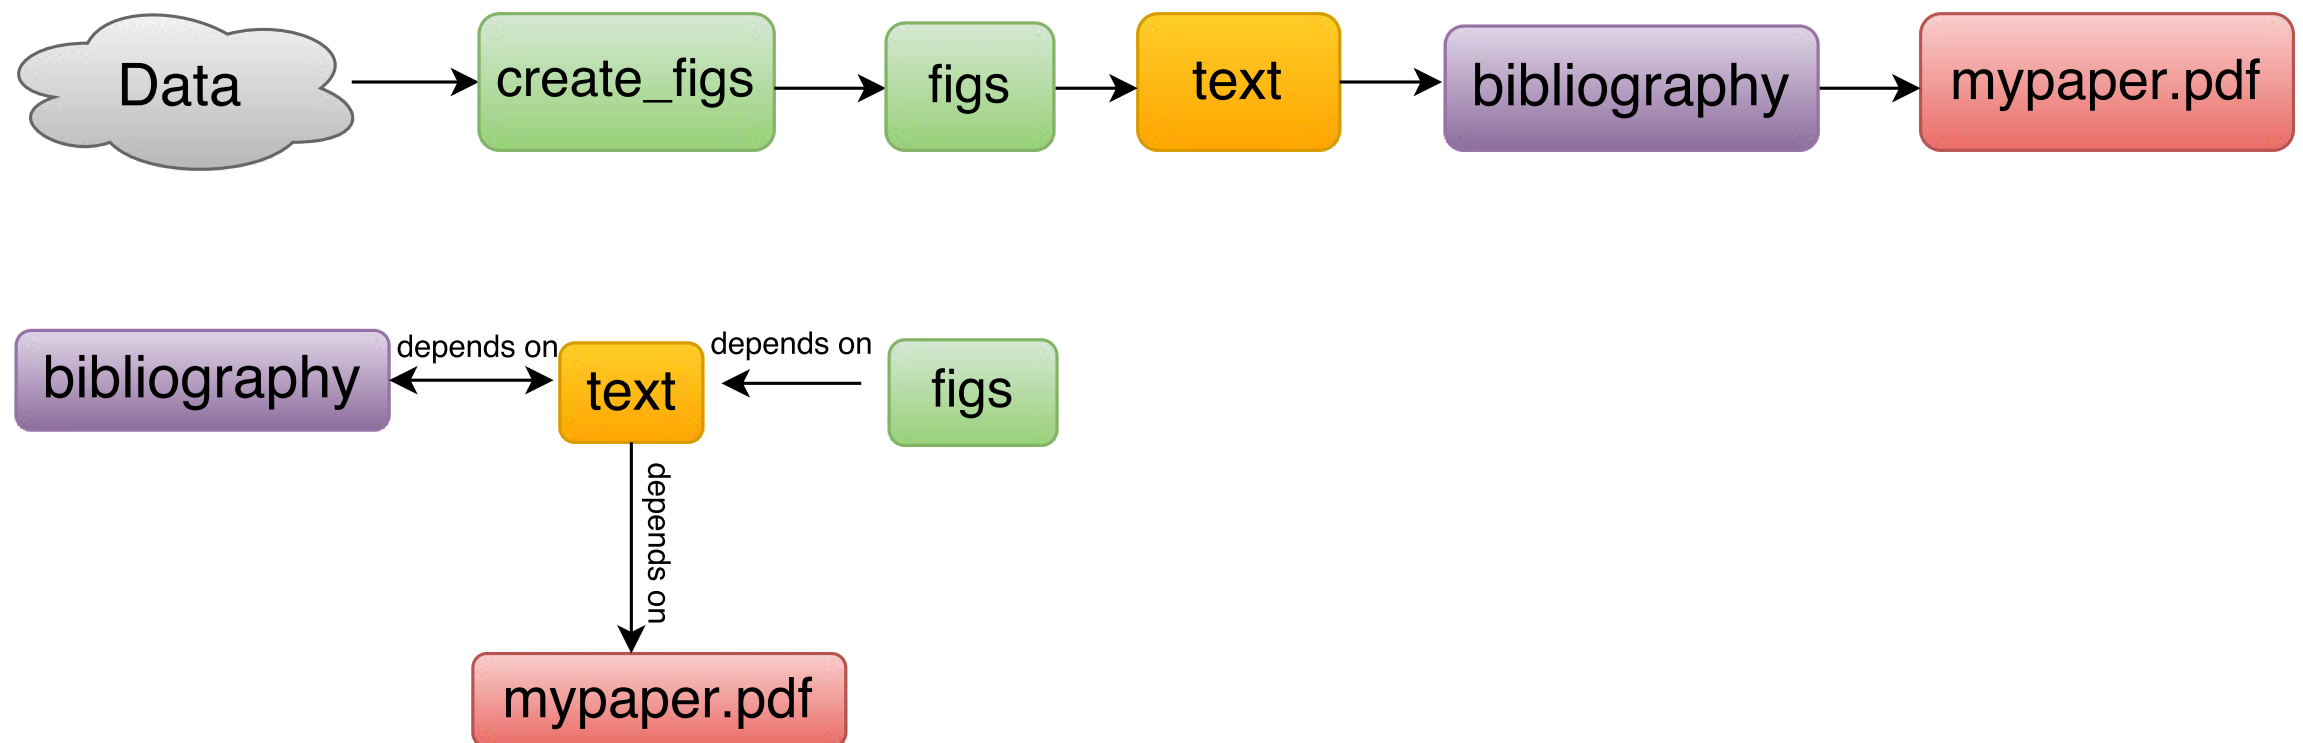 Data
create_figs
figs
text
bibliography
mypaper.pdf
bibliography
depends on
text
depends on
figs
depends on
mypaper.pdf